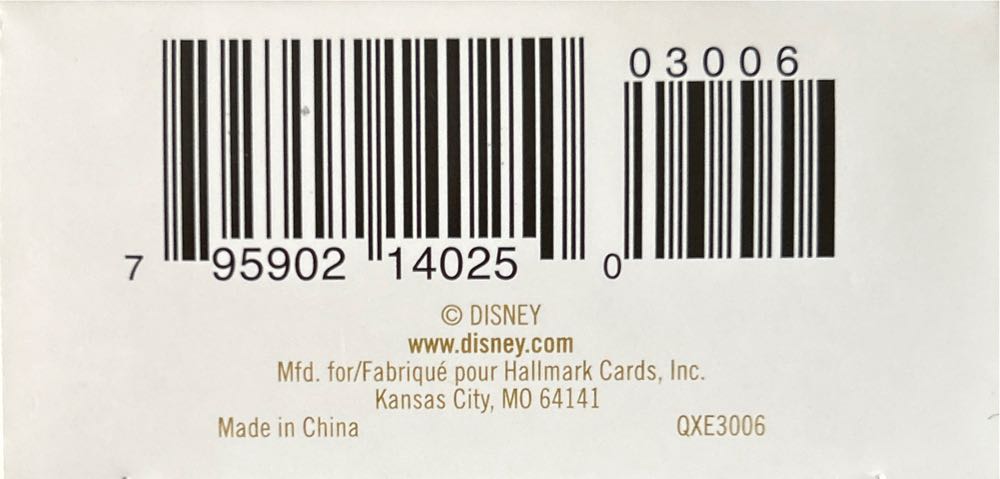 03006
7 95902 14025 0
© DISNEY
www.disney.com
Mfd. for/Fabriqué pour Hallmark Cards, Inc.
Kansas City, MO 64141
Made in China QXE3006